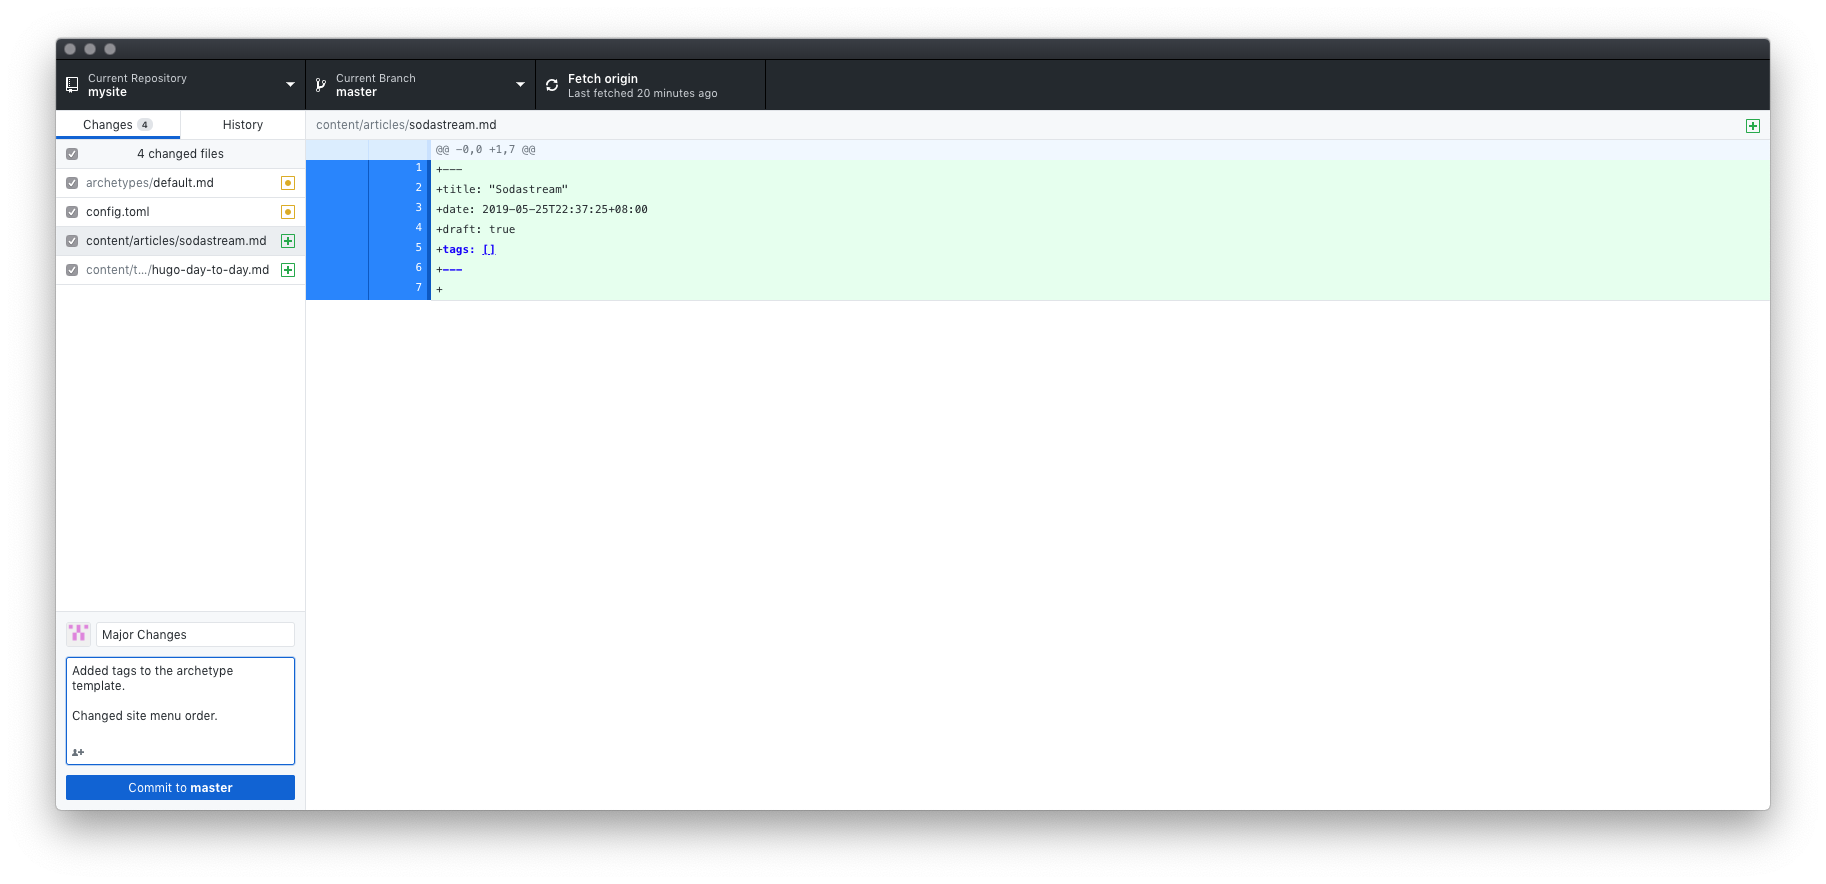 Current Repository
mysite
Current Branch
master
Fetch origin
Last fetched 20 minutes ago
Changes 4
History
4 changed files
archetypes/default.md
config.toml
content/articles/sodastream.md
content/t.../hugo-day-to-day.md
content/articles/sodastream.md
@@ -0,0 +1,7 @@
1 +---
2 +title: "Sodastream"
3 +date: 2019-05-25T22:37:25+08:00
4 +draft: true
5 +tags: []
6 +---
7 +
Major Changes
Added tags to the archetype
template.
Changed site menu order.
Commit to master